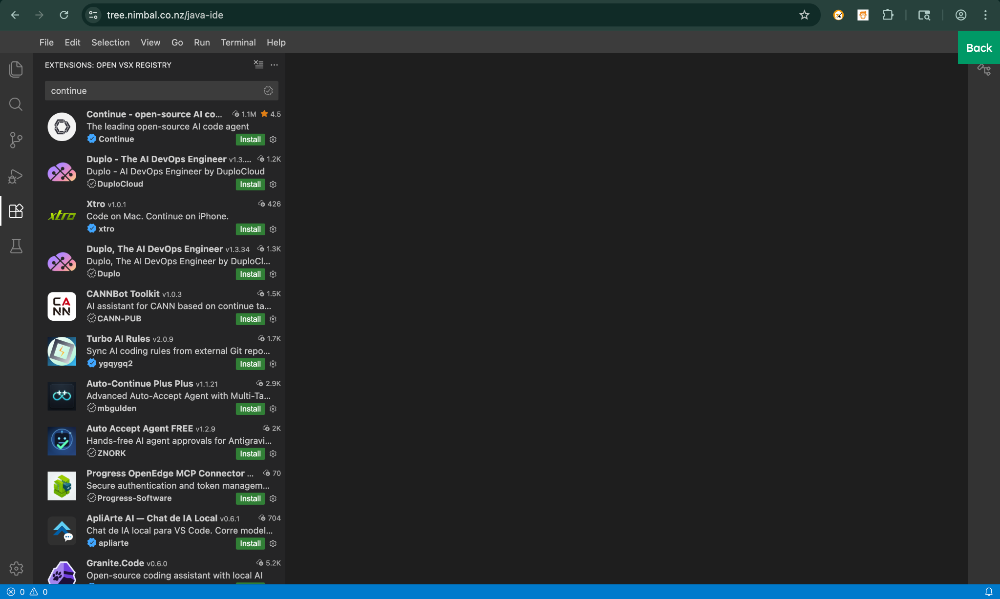 tree.nimbal.co.nz/java-ide
File Edit Selection View Go Run Terminal Help
Back
EXTENSIONS: OPEN VSX REGISTRY
continue
Continue - open-source AI co... 1.1M 4.5
The leading open-source AI code agent
Continue Install
Duplo - The AI DevOps Engineer v1.3.... 1.2K
Duplo - AI DevOps Engineer by DuploCloud
DuploCloud Install
xtro
Xtro v1.0.1 426
Code on Mac. Continue on iPhone.
xtro Install
Duplo, The AI DevOps Engineer v1.3.34 1.3K
Duplo, The AI DevOps Engineer by DuploCl...
Duplo Install
CA
NN
CANNBot Toolkit v1.0.3 1.5K
AI assistant for CANN based on continue ta...
CANN-PUB Install
Turbo AI Rules v2.0.9 1.7K
Sync AI coding rules from external Git repo...
ygqygq2 Install
Auto-Continue Plus Plus v1.1.21 2.9K
Advanced Auto-Accept Agent with Multi-Ta...
mbgulden Install
Auto Accept Agent FREE v1.2.9 2K
Hands-free AI agent approvals for Antigravi...
ZNORK Install
Progress OpenEdge MCP Connector ... 70
Secure authentication and token managem...
Progress-Software Install
ApliArte AI — Chat de IA Local v0.6.1 704
Chat de IA local para VS Code. Corre model...
apliarte Install
Granite.Code v0.6.0 5.2K
Open-source coding assistant with local AI
0 0